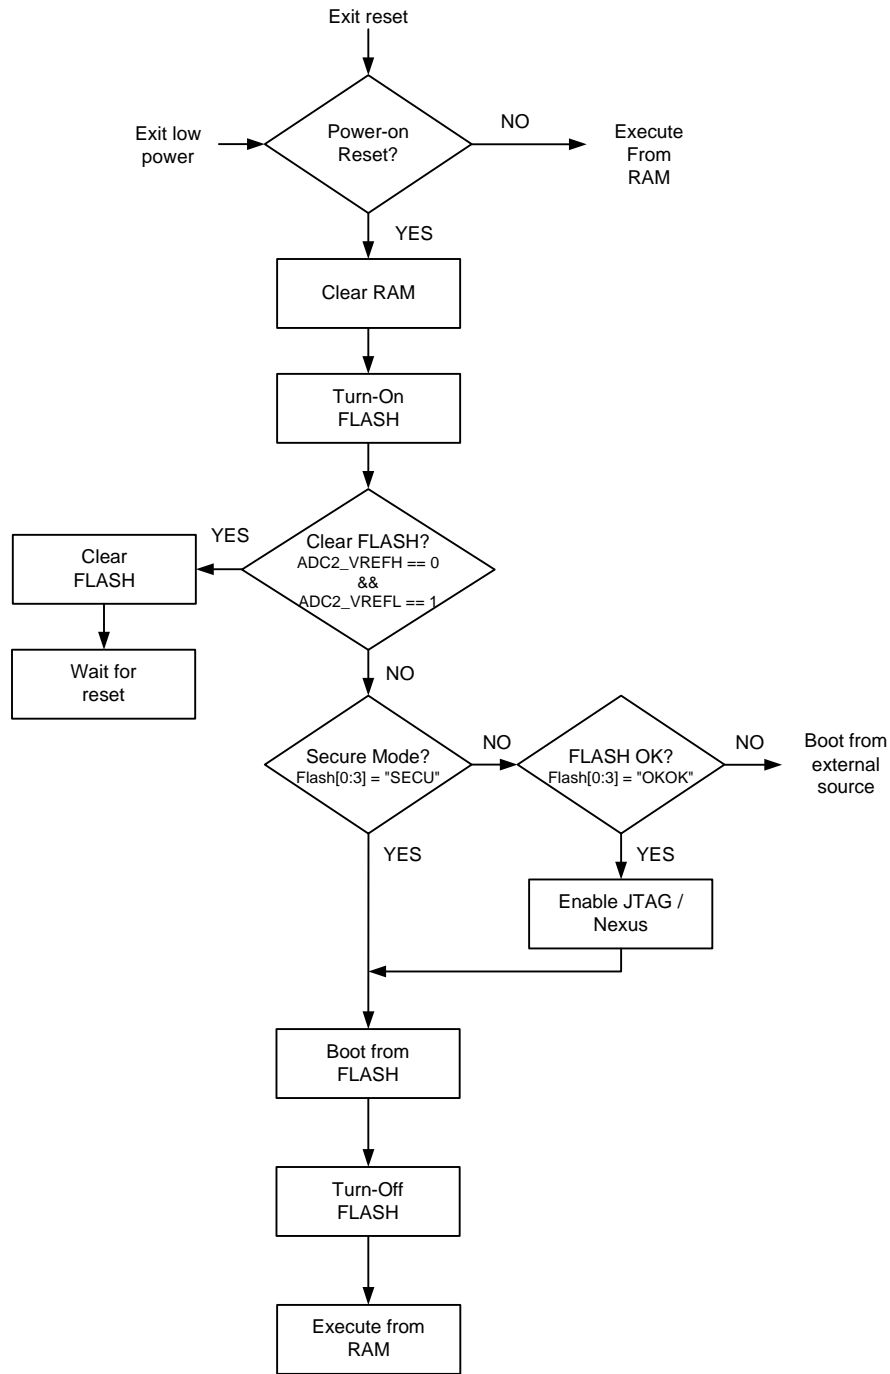 Exit reset
Exit low
power
Power-on
Reset?
NO
Execute
From
RAM
YES
Clear RAM
Turn-On
FLASH
YES
Clear
FLASH
Clear FLASH?
ADC2_VREFH == 0
&&
ADC2_VREFL == 1
Wait for
reset
NO
Secure Mode?
Flash[0:3] = "SECU"
NO
FLASH OK?
Flash[0:3] = "OKOK"
NO
Boot from
external
source
YES
YES
Enable JTAG /
Nexus
Boot from
FLASH
Turn-Off
FLASH
Execute from
RAM